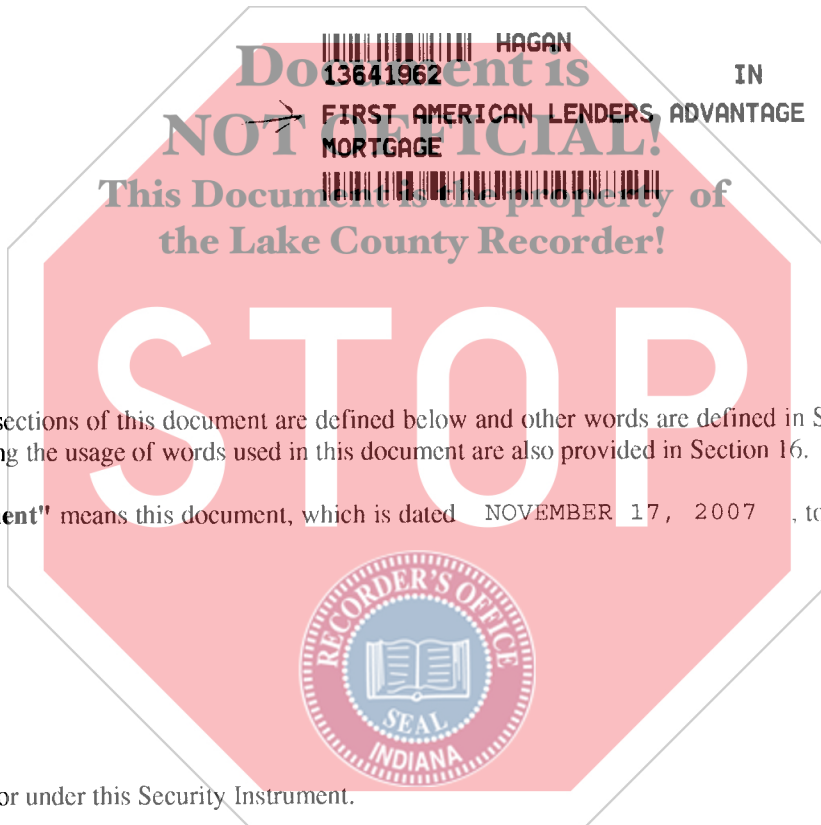 HAGAN
Document is
13641962 IN
FIRST AMERICAN LENDERS ADVANTAGE
NOT OFFICIAL!
MORTGAGE
This Document is the property of
the Lake County Recorder!
STOP
sections of this document are defined below and other words are defined in S
ng the usage of words used in this document are also provided in Section 16.
ent" means this document, which is dated NOVEMBER 17, 2007 , to
RECORDER'S OFFICE
SEAL
INDIANA
or under this Security Instrument.